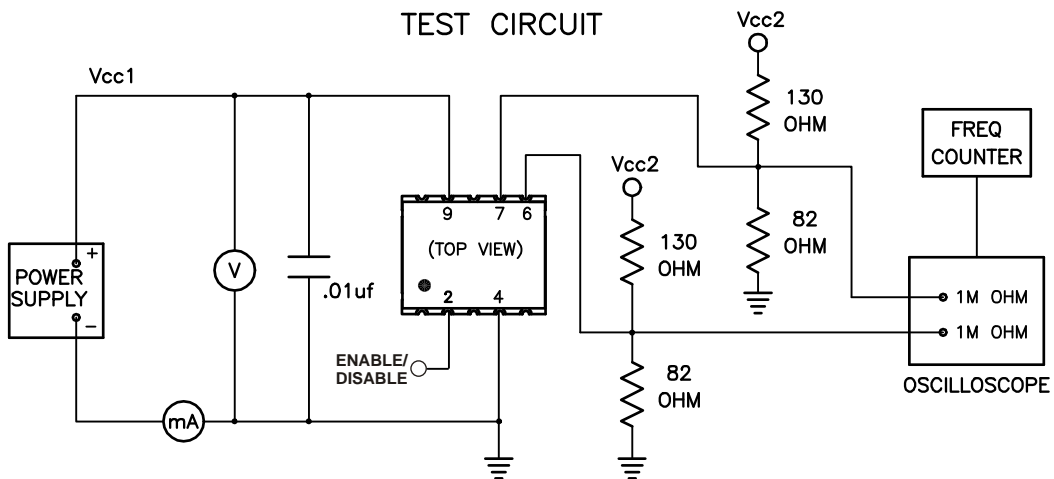 TEST CIRCUIT
Vcc1
Vcc2
130
OHM
FREQ
COUNTER
Vcc2
9 7 6
82
OHM
130
OHM
(TOP VIEW)
+
POWER
SUPPLY
−
V
.01uf
2 4
1M OHM
1M OHM
ENABLE/
DISABLE
82
OHM
OSCILLOSCOPE
mA